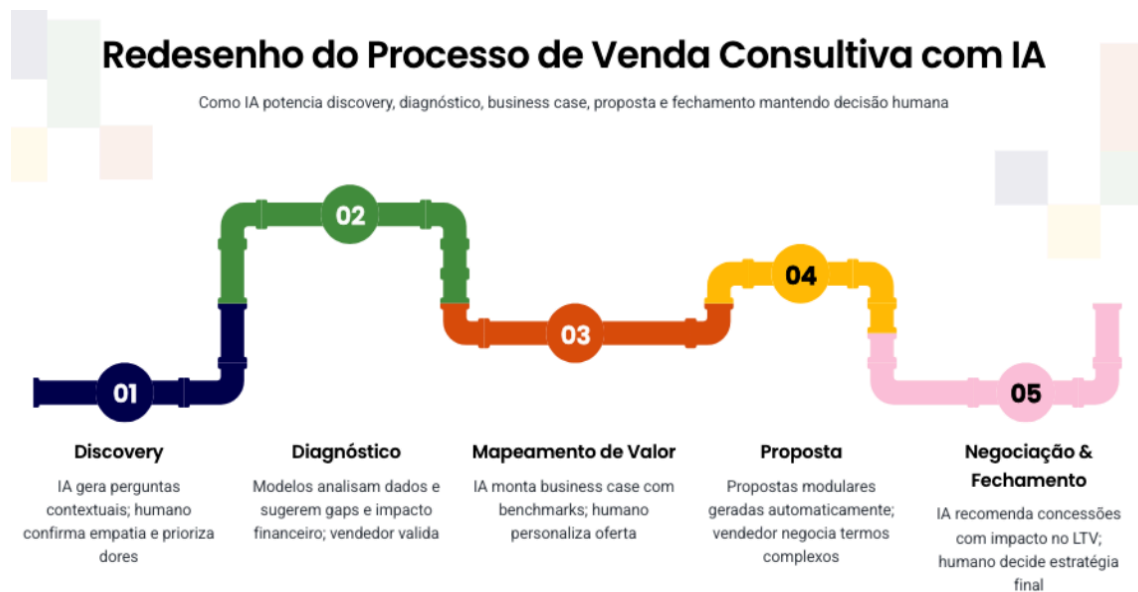 Redesenho do Processo de Venda Consultiva com IA
Como IA potencia discovery, diagnóstico, business case, proposta e fechamento mantendo decisão humana
02
04
03
01
05
Discovery
IA gera perguntas
contextuais; humano
confirma empatia e prioriza
dores
Diagnóstico
Modelos analisam dados e
sugerem gaps e impacto
financeiro; vendedor valida
Mapeamento de Valor
IA monta business case com
benchmarks; humano
personaliza oferta
Proposta
Propostas modulares
geradas automaticamente;
vendedor negocia termos
complexos
Negociação &
Fechamento
IA recomenda concessões
com impacto no LTV;
humano decide estratégia
final